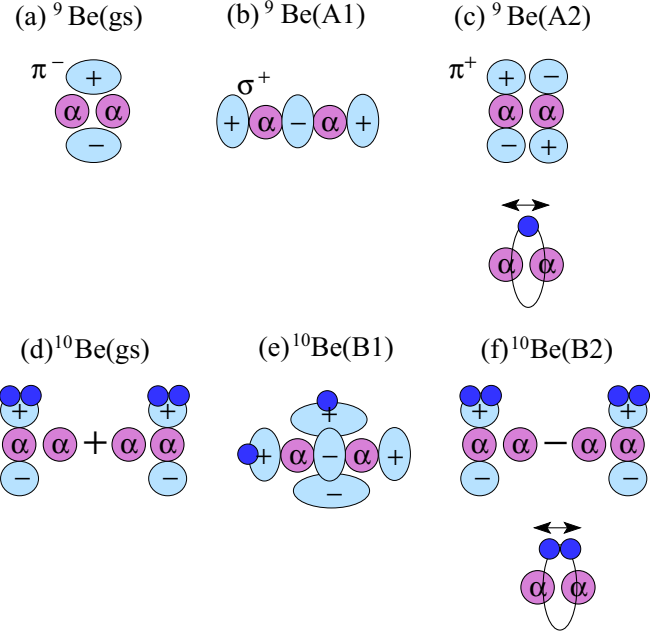 (a) ⁹Be(gs)
(b) ⁹Be(A1)
(c) ⁹Be(A2)
π⁻
+
α α
−
σ⁺
+ α − α +
π⁺
+ −
α α
− +
α α
(d)¹⁰Be(gs)
(e)¹⁰Be(B1)
(f)¹⁰Be(B2)
+ +
α α + α α
− −
+
+ α − α +
−
+ +
α α − α α
− −
α α